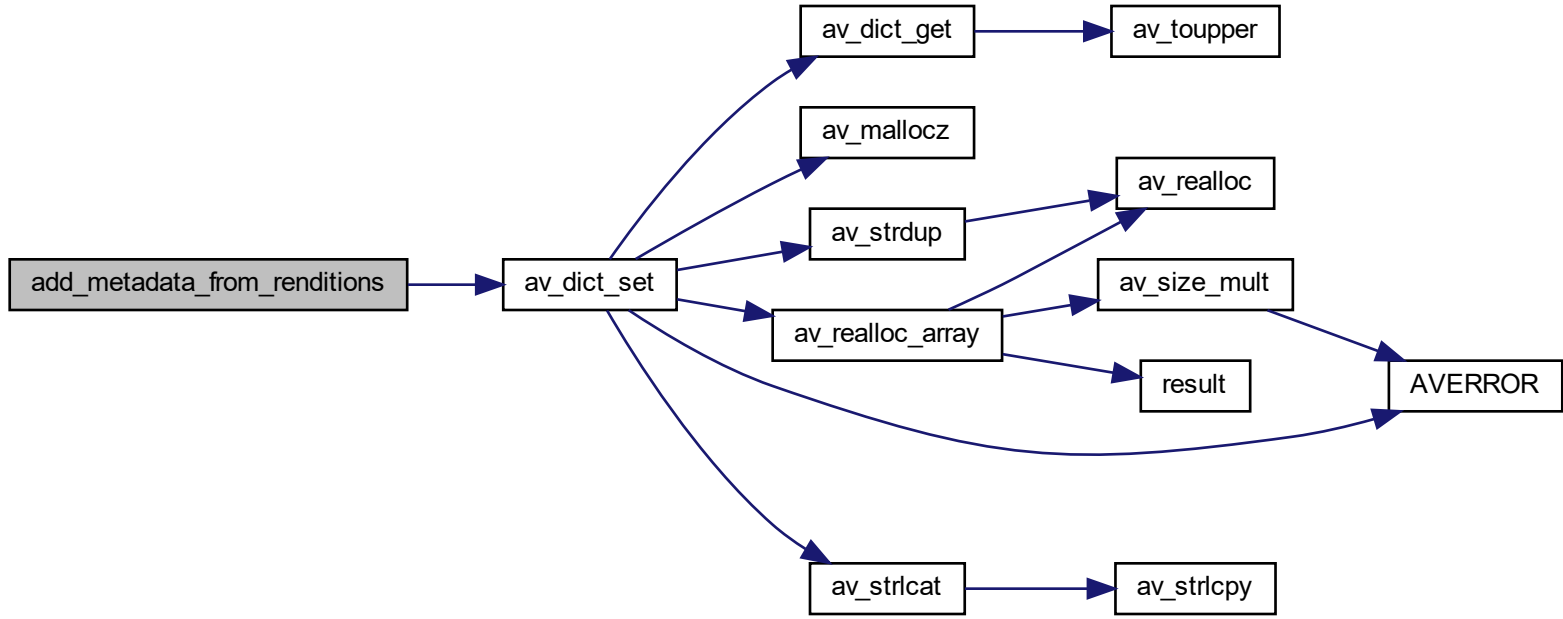 add_metadata_from_renditions
av_dict_set
av_dict_get
av_toupper
av_mallocz
av_strdup
av_realloc
av_realloc_array
av_size_mult
result
AVERROR
av_strlcat
av_strlcpy